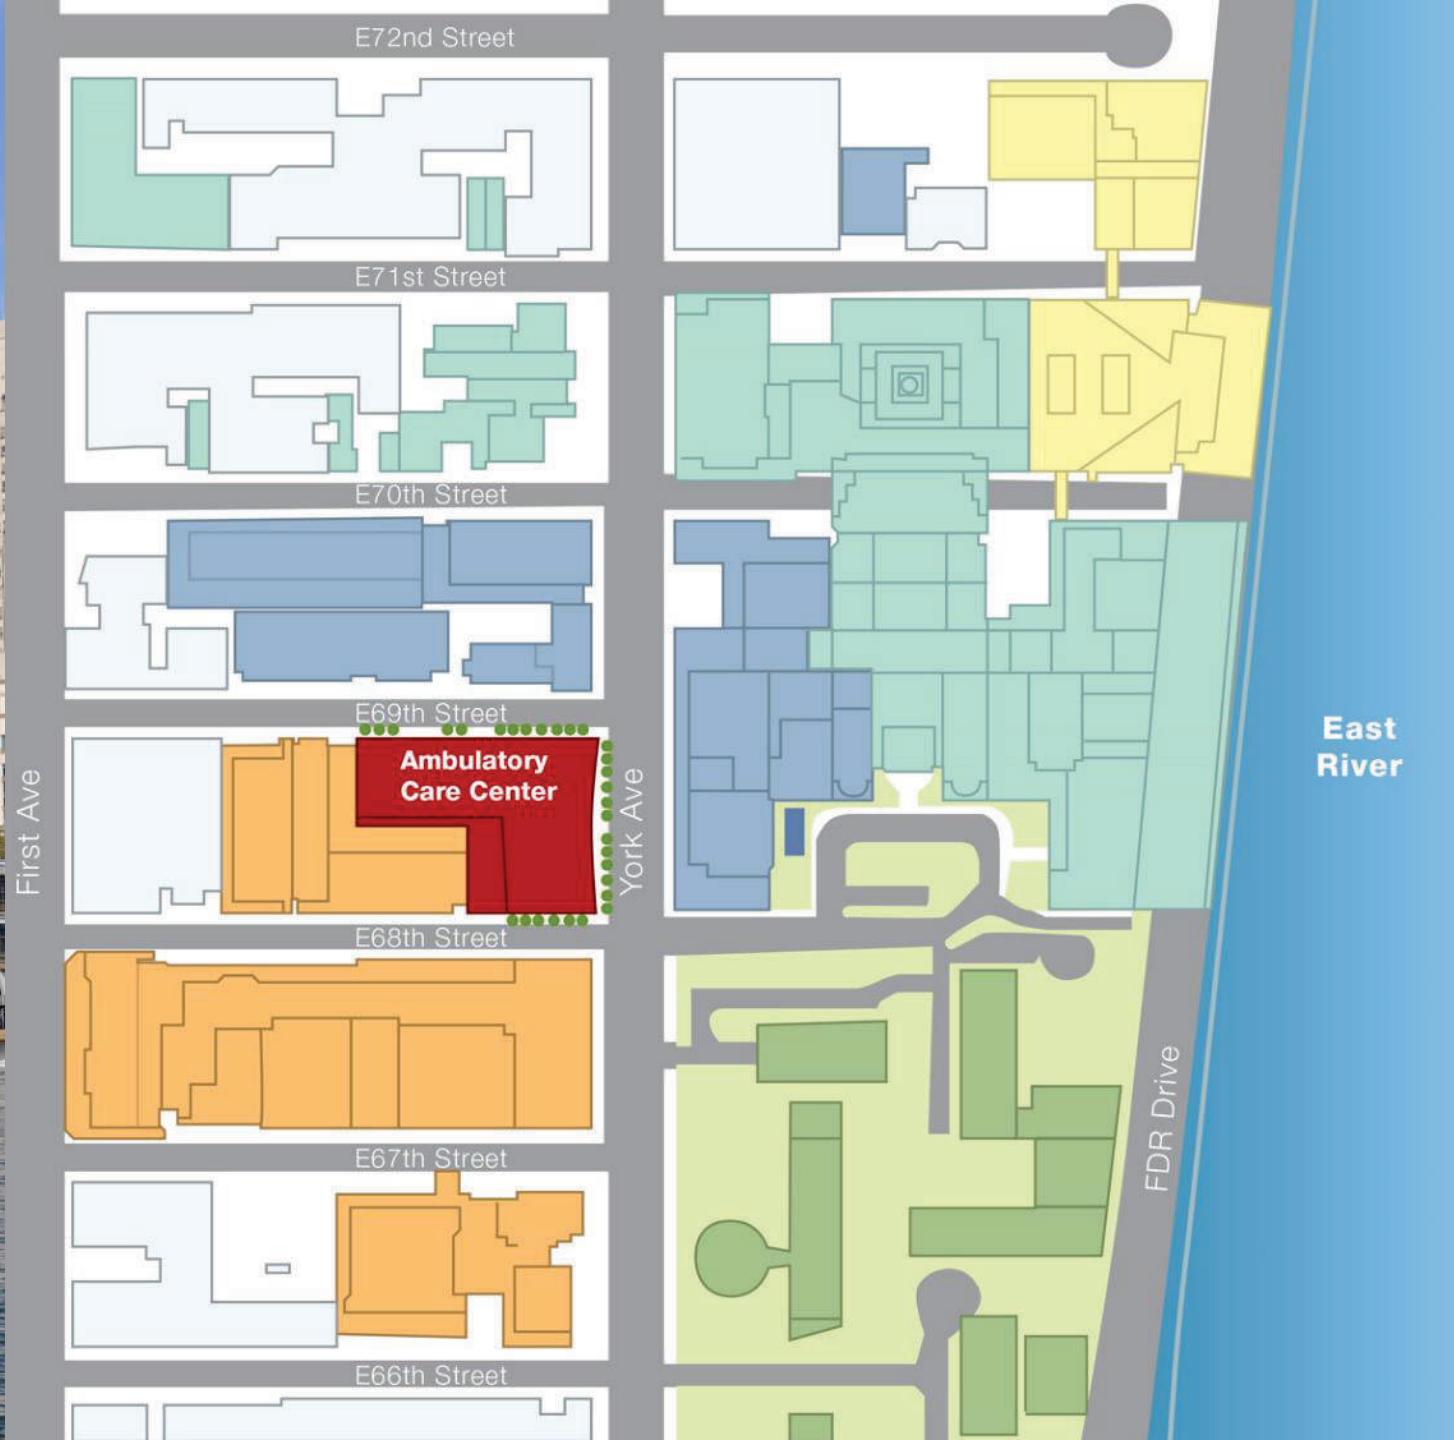 E72nd Street
E71st Street
E70th Street
E69th Street
Ambulatory
Care Center
First Ave
York Ave
East
River
E68th Street
FDR Drive
E67th Street
E66th Street